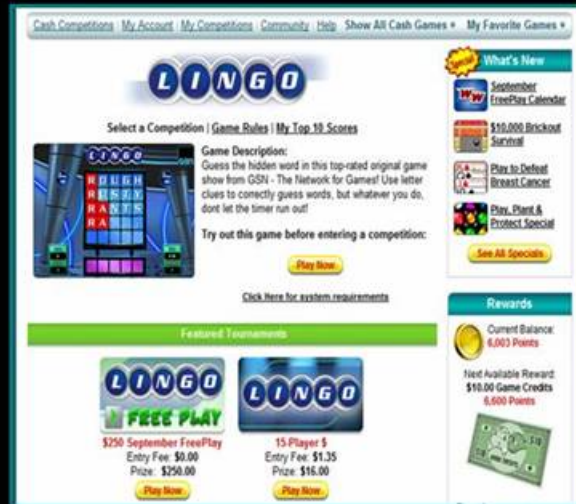 Cash Competitions | My Account | My Competitions | Community | Help Show All Cash Games + My Favorite Games +
LINGO
Select a Competition | Game Rules | My Top 10 Scores
LINGO
ROUGH
RUSTY
RANTS
RA
Game Description:
Guess the hidden word in this top-rated original game
show from GSN - The Network for Games! Use letter
clues to correctly guess words, but whatever you do,
dont let the timer run out!
Try out this game before entering a competition:
Play Now
Click Here for system requirements
Featured Tournaments
LINGO
FREE PLAY
$250 September FreePlay
Entry Fee: $0.00
Prize: $250.00
Play Now
LINGO
15-Player $
Entry Fee: $1.35
Prize: $16.00
Play Now
Special
What's New
WW
September
FreePlay Calendar
$10,000 Brickout
Survival
Play to Defeat
Breast Cancer
Play, Plant &
Protect Special
See All Specials
Rewards
Current Balance:
6,003 Points
Next Available Reward:
$10.00 Game Credits
6,600 Points